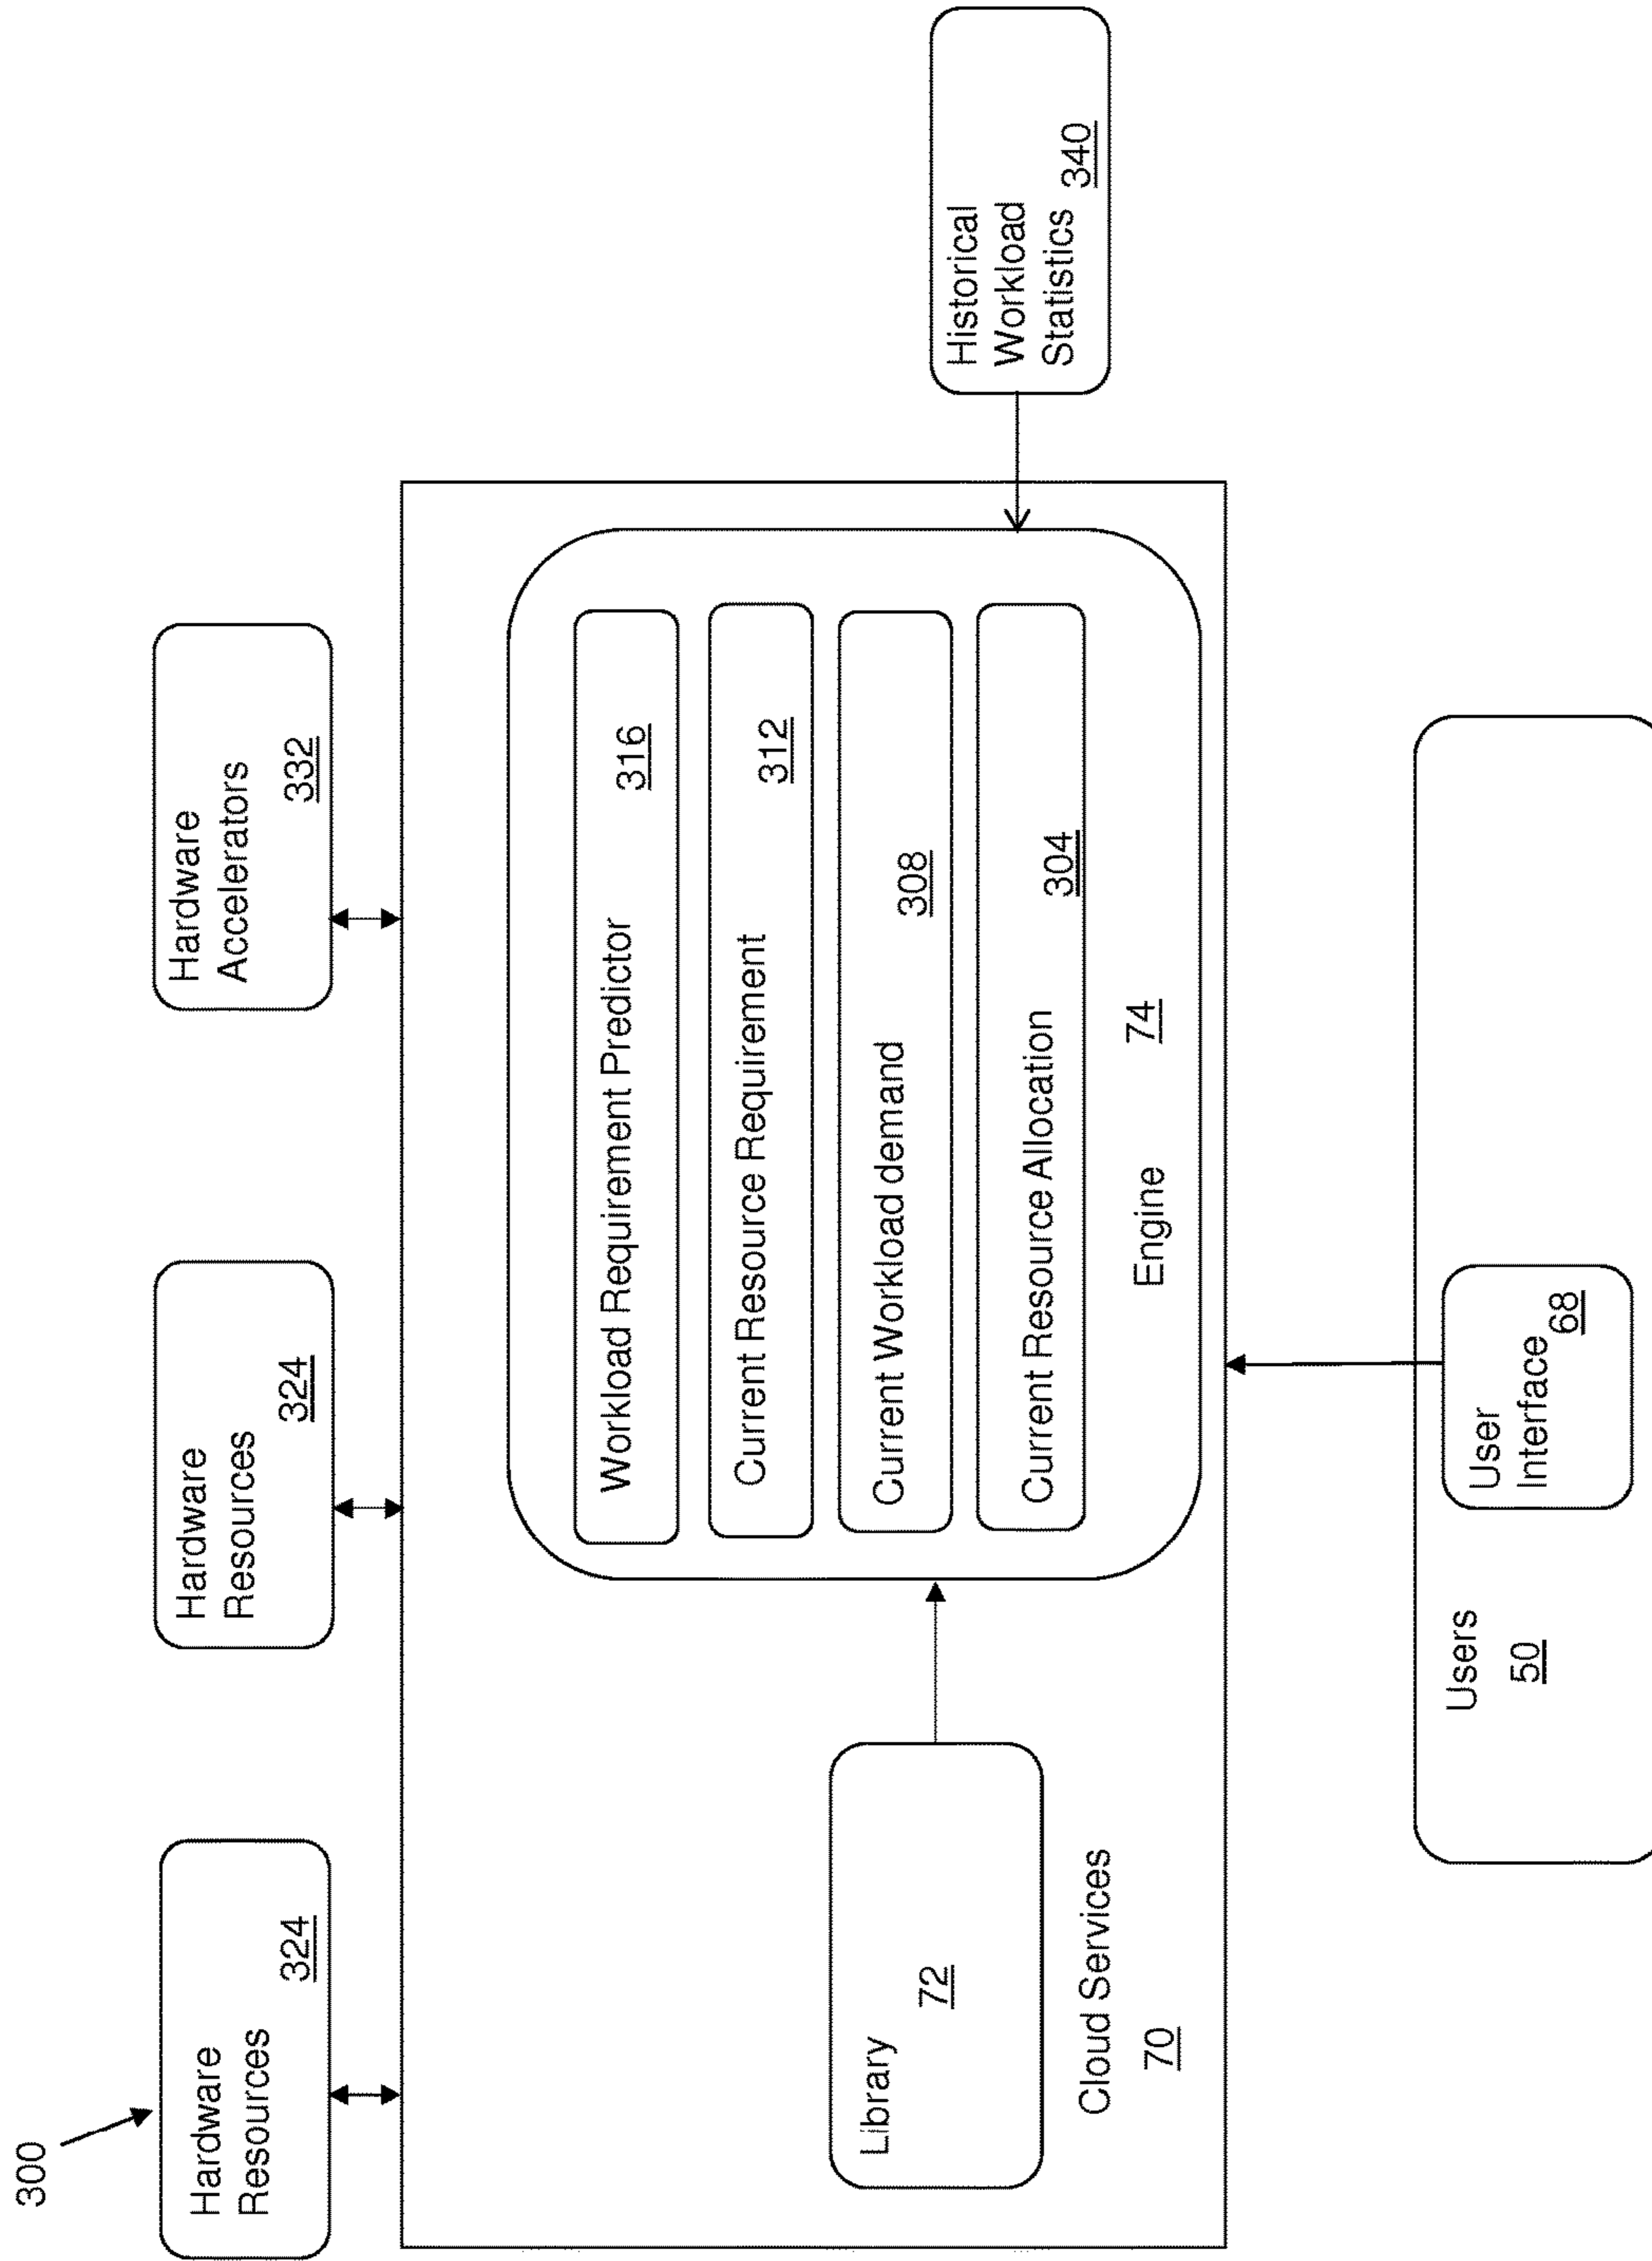 300
Hardware
Resources
324
Hardware
Resources
324
Hardware
Accelerators
332
Workload Requirement Predictor
316
Current Resource Requirement
312
Current Workload demand
308
Current Resource Allocation
304
Engine
74
Library
72
Cloud Services
70
Historical
Workload
Statistics 340
Users
50
User
Interface 68